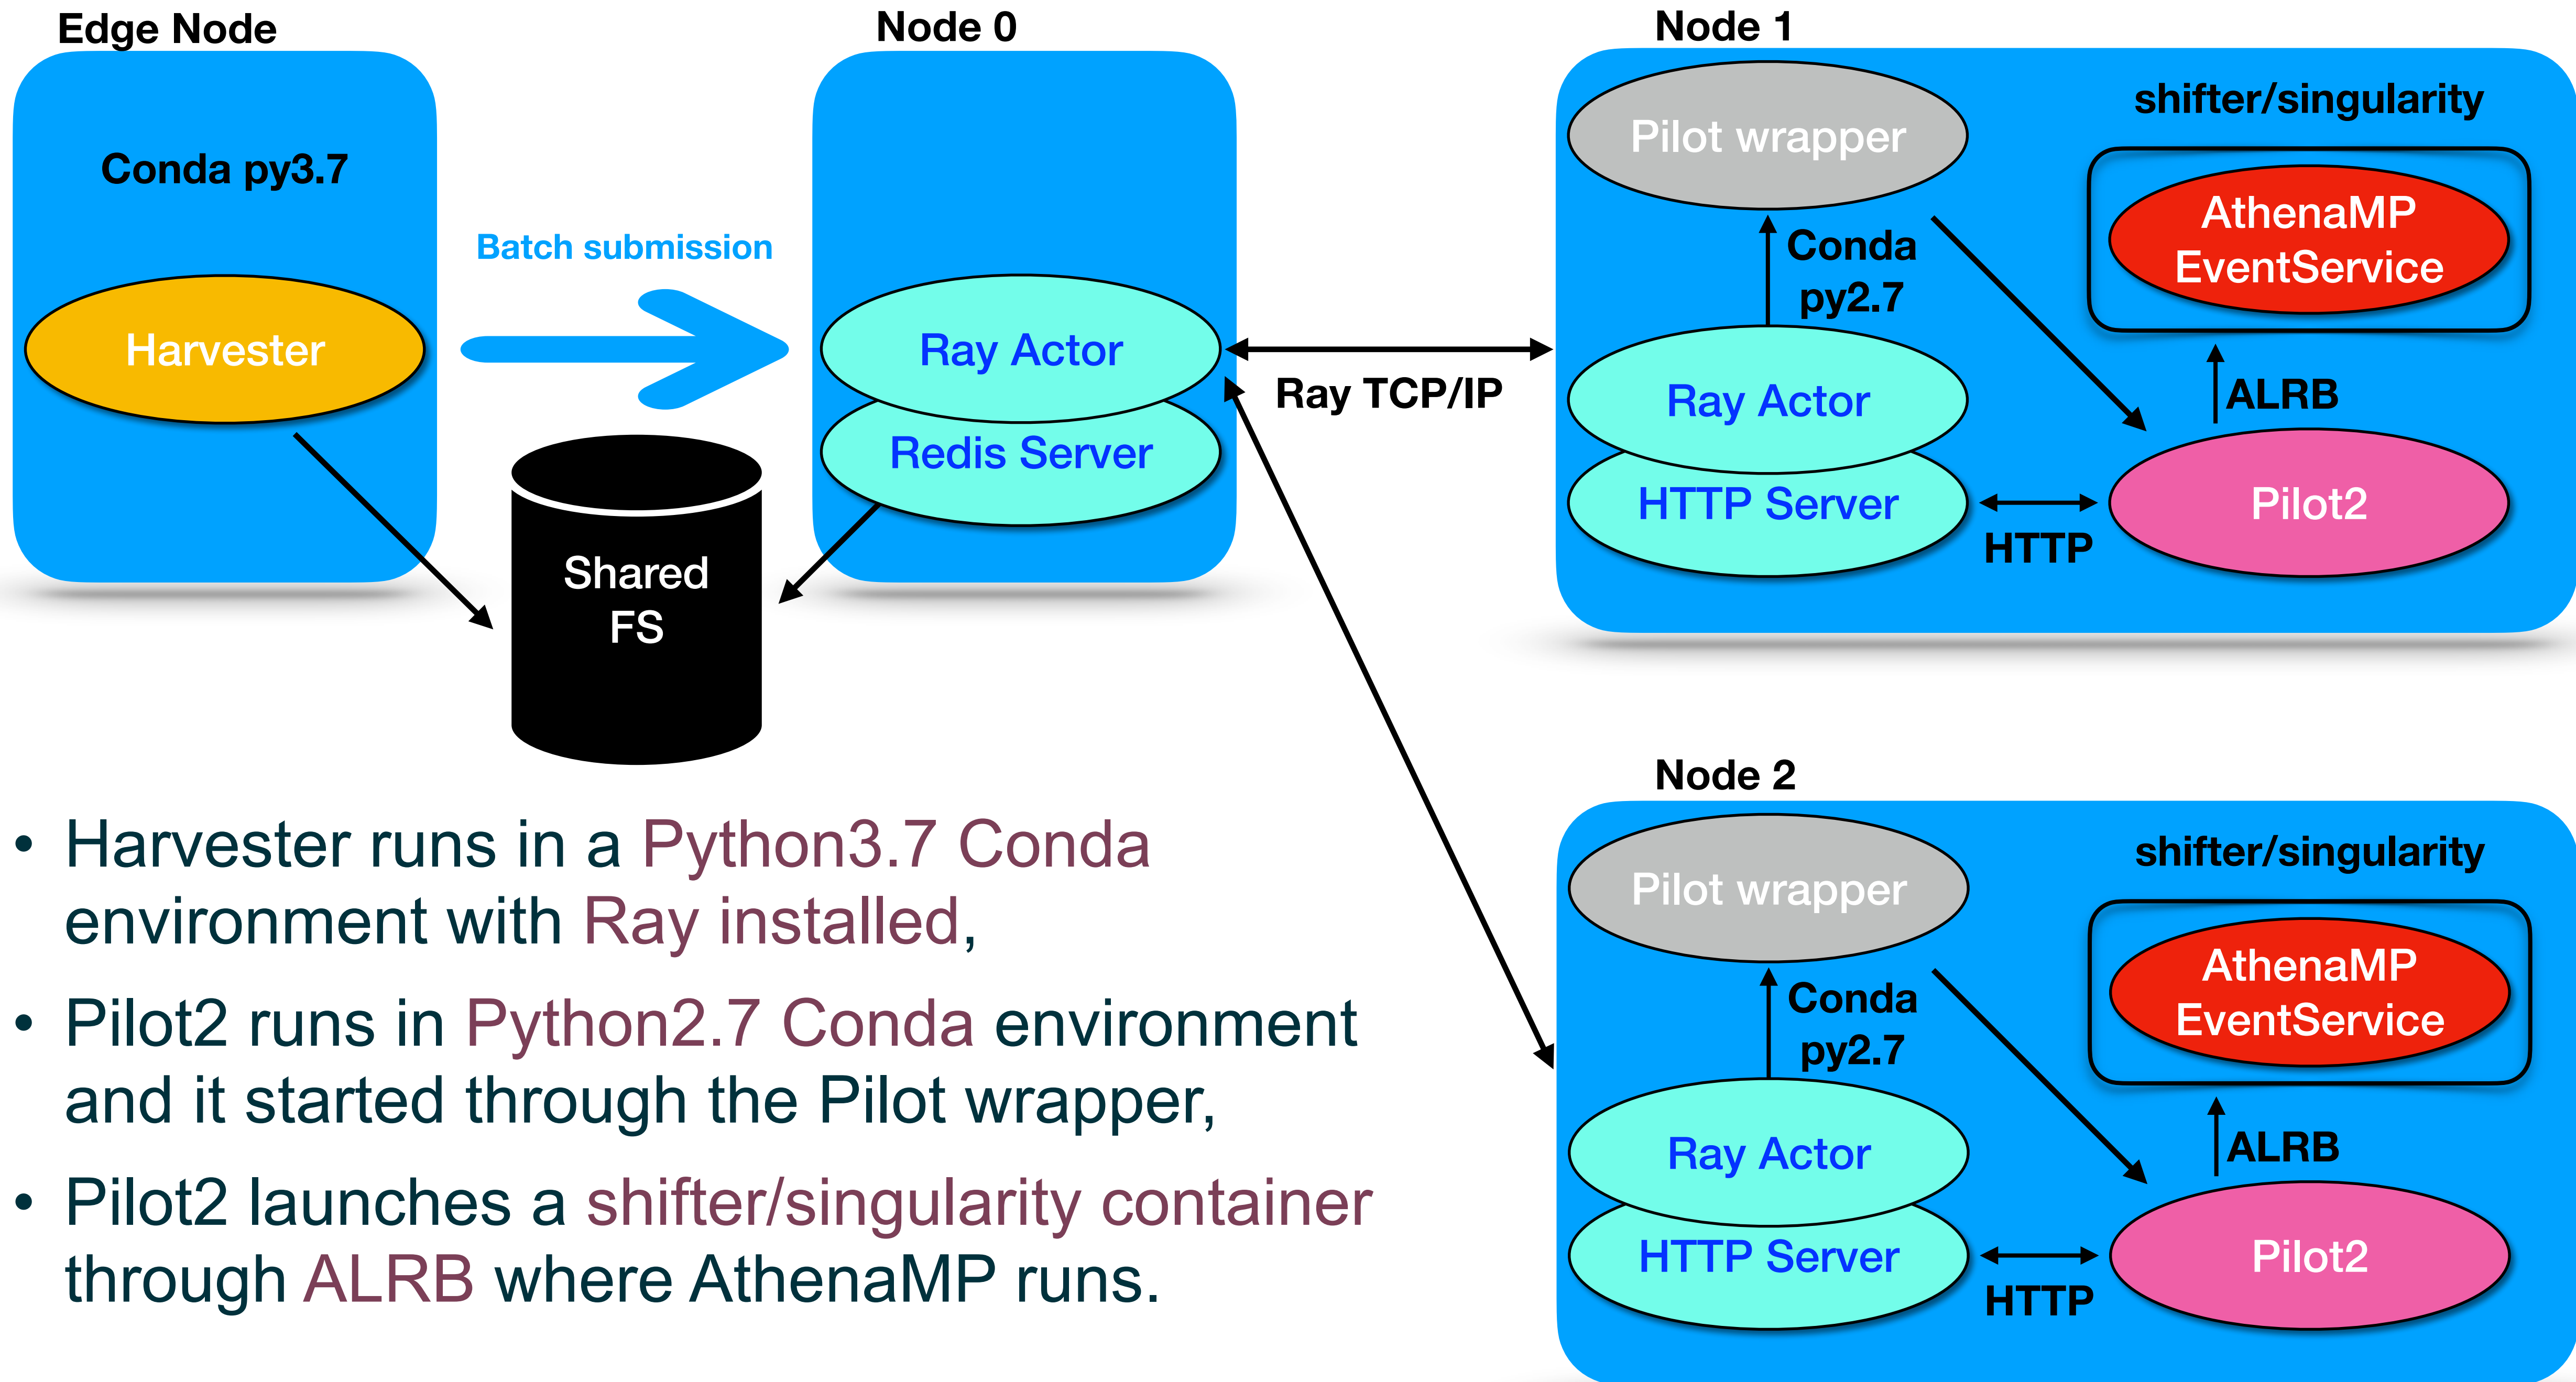 Edge Node
Conda py3.7
Harvester
Batch submission
Shared
FS
Node 0
Ray Actor
Redis Server
Ray TCP/IP
Node 1
Pilot wrapper
shifter/singularity
AthenaMP
EventService
Conda
py2.7
Ray Actor
ALRB
HTTP Server
HTTP
Pilot2
Node 2
Pilot wrapper
shifter/singularity
AthenaMP
EventService
Conda
py2.7
Ray Actor
ALRB
HTTP Server
HTTP
Pilot2
• Harvester runs in a Python3.7 Conda
environment with Ray installed,
• Pilot2 runs in Python2.7 Conda environment
and it started through the Pilot wrapper,
• Pilot2 launches a shifter/singularity container
through ALRB where AthenaMP runs.